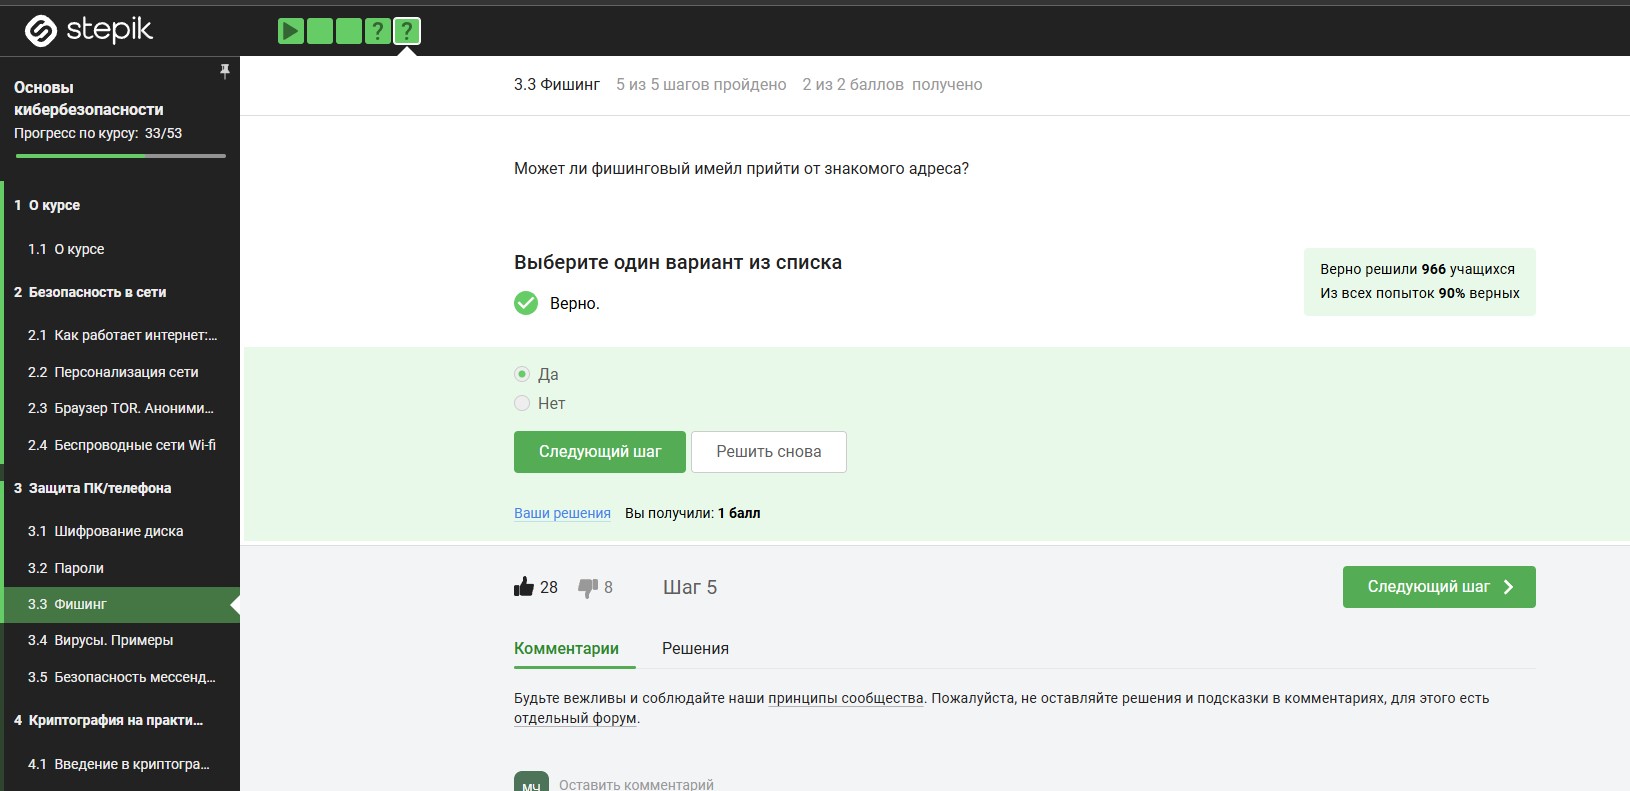 stepik
? ?
Основы
кибербезопасности
Прогресс по курсу: 33/53
1 О курсе
1.1 О курсе
2 Безопасность в сети
2.1 Как работает интернет:...
2.2 Персонализация сети
2.3 Браузер TOR. Аноними...
2.4 Беспроводные сети Wi-fi
3 Защита ПК/телефона
3.1 Шифрование диска
3.2 Пароли
3.3 Фишинг
3.4 Вирусы. Примеры
3.5 Безопасность мессенд...
4 Криптография на практи...
4.1 Введение в криптогра...
3.3 Фишинг 5 из 5 шагов пройдено 2 из 2 баллов получено
Может ли фишинговый имейл прийти от знакомого адреса?
Выберите один вариант из списка
Верно.
Верно решили 966 учащихся
Из всех попыток 90% верных
Да
Нет
Следующий шаг Решить снова
Ваши решения Вы получили: 1 балл
28 8 Шаг 5 Следующий шаг
Комментарии Решения
Будьте вежливы и соблюдайте наши принципы сообщества. Пожалуйста, не оставляйте решения и подсказки в комментариях, для этого есть
отдельный форум.
МЧ Оставить комментарий